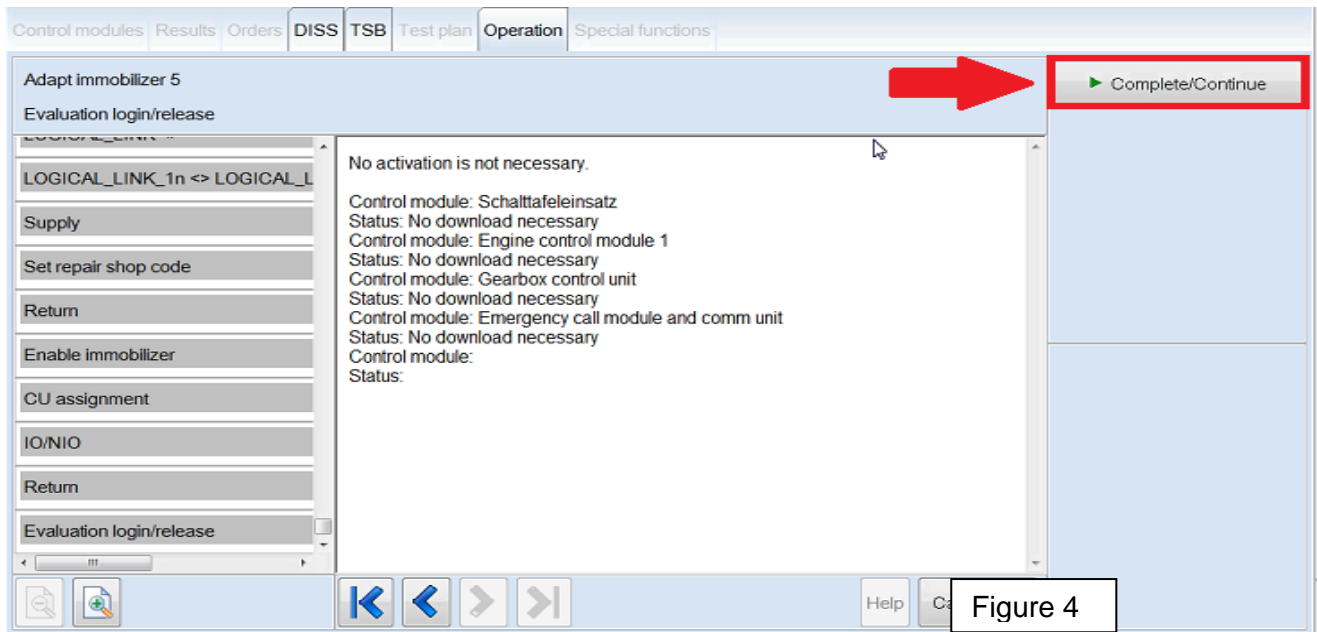 Control modules Results Orders DISS TSB Test plan Operation Special functions
Adapt immobilizer 5
Evaluation login/release
Complete/Continue
LOGICAL_LINK
LOGICAL_LINK_1n <> LOGICAL_L
Supply
Set repair shop code
Return
Enable immobilizer
CU assignment
IO/NIO
Return
Evaluation login/release
No activation is not necessary.
Control module: Schalttafeleinsatz
Status: No download necessary
Control module: Engine control module 1
Status: No download necessary
Control module: Gearbox control unit
Status: No download necessary
Control module: Emergency call module and comm unit
Status: No download necessary
Control module:
Status:
Help
Figure 4